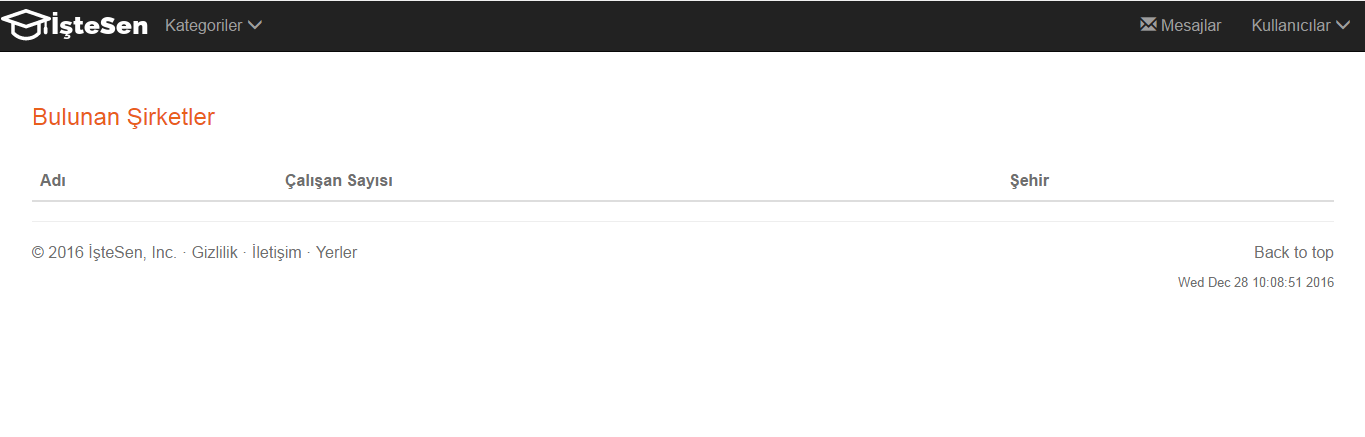 İşteSen Kategoriler Mesajlar Kullanıcılar
Bulunan Şirketler
Adı Çalışan Sayısı Şehir
© 2016 İşteSen, Inc. · Gizlilik · İletişim · Yerler Back to top
Wed Dec 28 10:08:51 2016